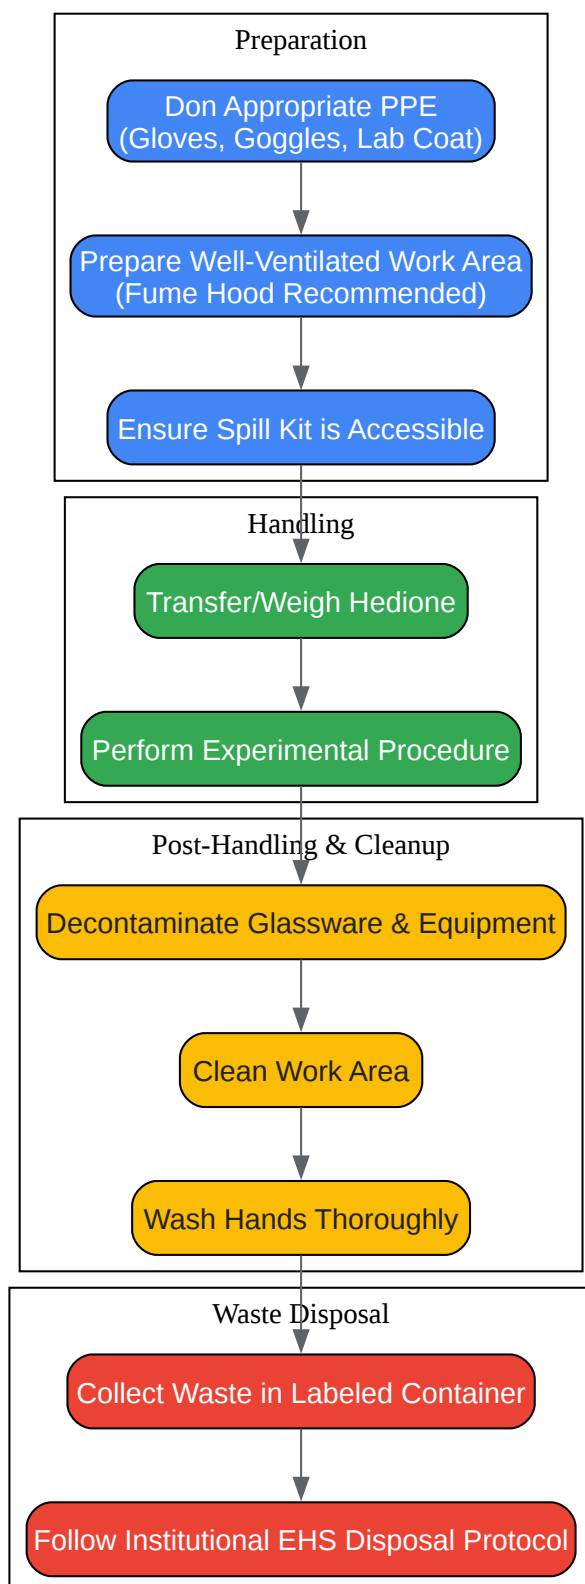 Preparation
Don Appropriate PPE
(Gloves, Goggles, Lab Coat)
Prepare Well-Ventilated Work Area
(Fume Hood Recommended)
Ensure Spill Kit is Accessible
Handling
Transfer/Weigh Hedione
Perform Experimental Procedure
Post-Handling & Cleanup
Decontaminate Glassware & Equipment
Clean Work Area
Wash Hands Thoroughly
Waste Disposal
Collect Waste in Labeled Container
Follow Institutional EHS Disposal Protocol